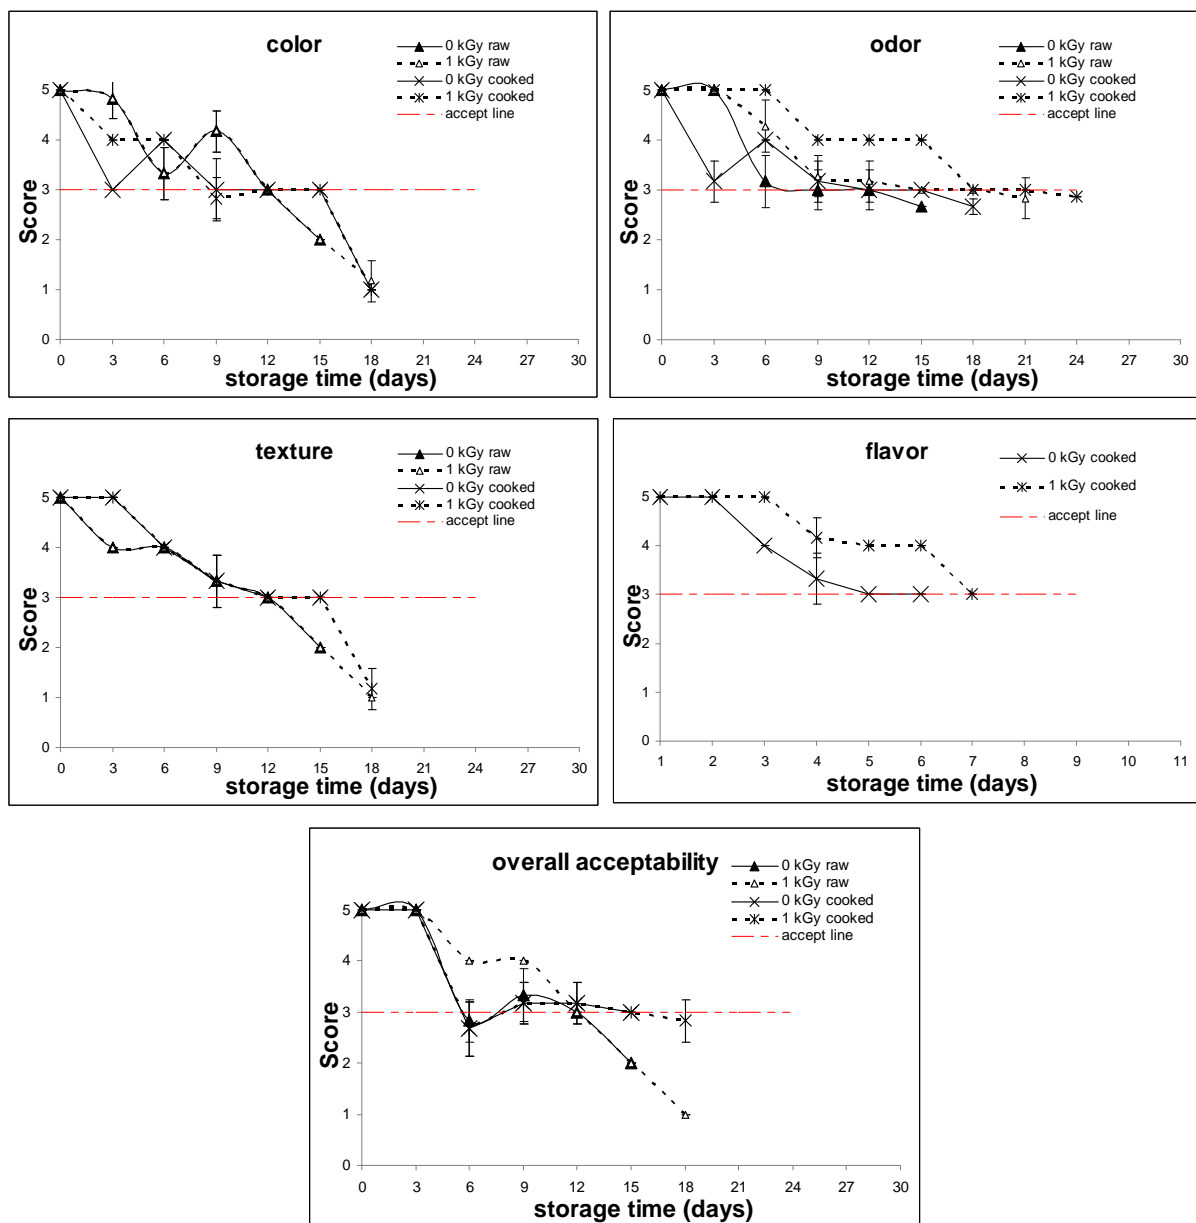 color
0 kGy raw
1 kGy raw
0 kGy cooked
1 kGy cooked
accept line
Score
5
4
3
2
1
0
0 3 6 9 12 15 18 21 24 27 30
storage time (days)
odor
0 kGy raw
1 kGy raw
0 kGy cooked
1 kGy cooked
accept line
Score
5
4
3
2
1
0
0 3 6 9 12 15 18 21 24 27 30
storage time (days)
texture
0 kGy raw
1 kGy raw
0 kGy cooked
1 kGy cooked
accept line
Score
5
4
3
2
1
0
0 3 6 9 12 15 18 21 24 27 30
storage time (days)
flavor
0 kGy cooked
1 kGy cooked
accept line
Score
5
4
3
2
1
0
1 2 3 4 5 6 7 8 9 10 11
storage time (days)
overall acceptability
0 kGy raw
1 kGy raw
0 kGy cooked
1 kGy cooked
accept line
Score
5
4
3
2
1
0
0 3 6 9 12 15 18 21 24 27 30
storage time (days)